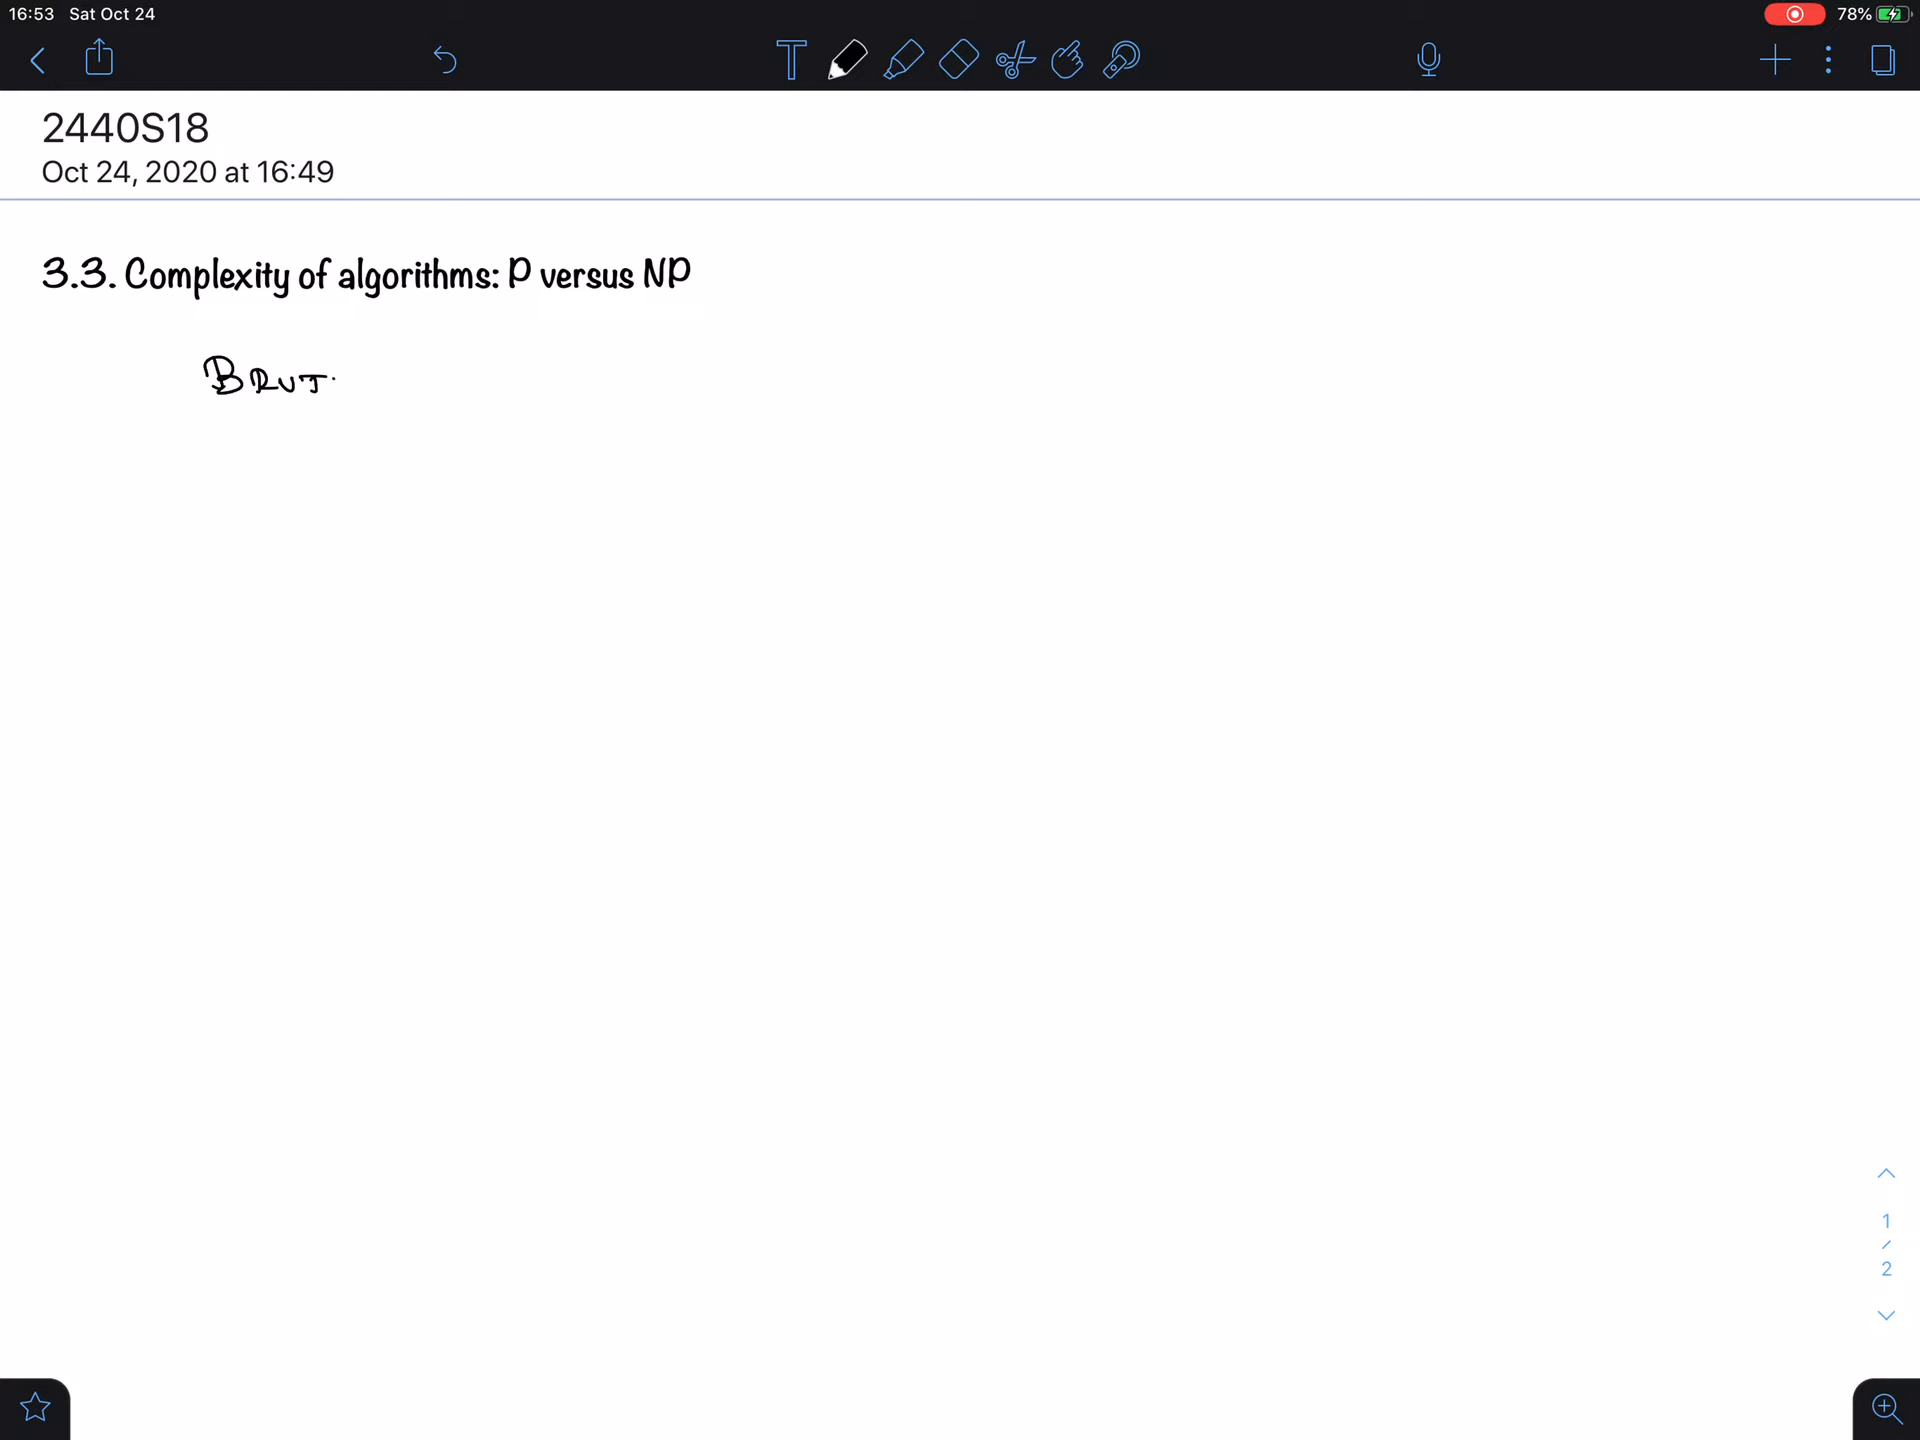 16:53 Sat Oct 24 78%
T
2440S18
Oct 24, 2020 at 16:49
3.3. Complexity of algorithms: P versus NP
BRUT
1
/
2